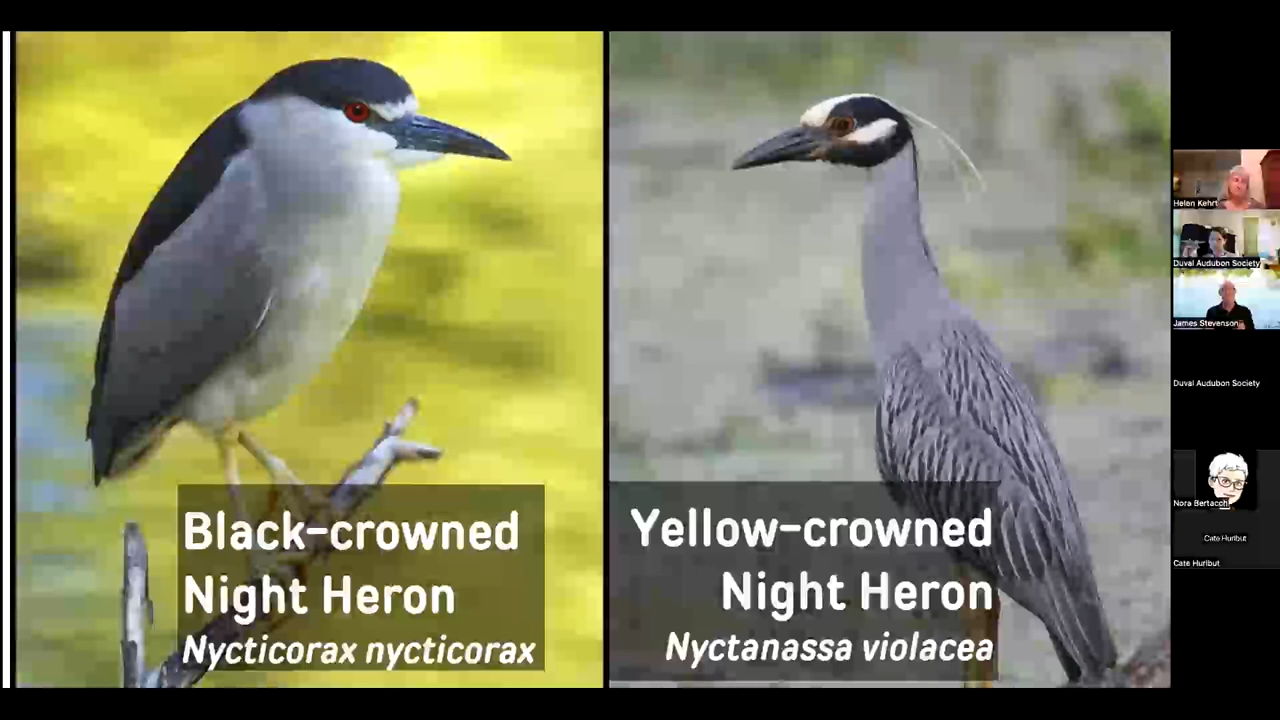 Black-crowned
Night Heron
Nycticorax nycticorax
Yellow-crowned
Night Heron
Nyctanassa violacea
Helen Kehrt
Duval Audubon Society
James Stevenson
Duval Audubon Society
Nora Bertacchi
Cate Hurlbut
Cate Hurlbut